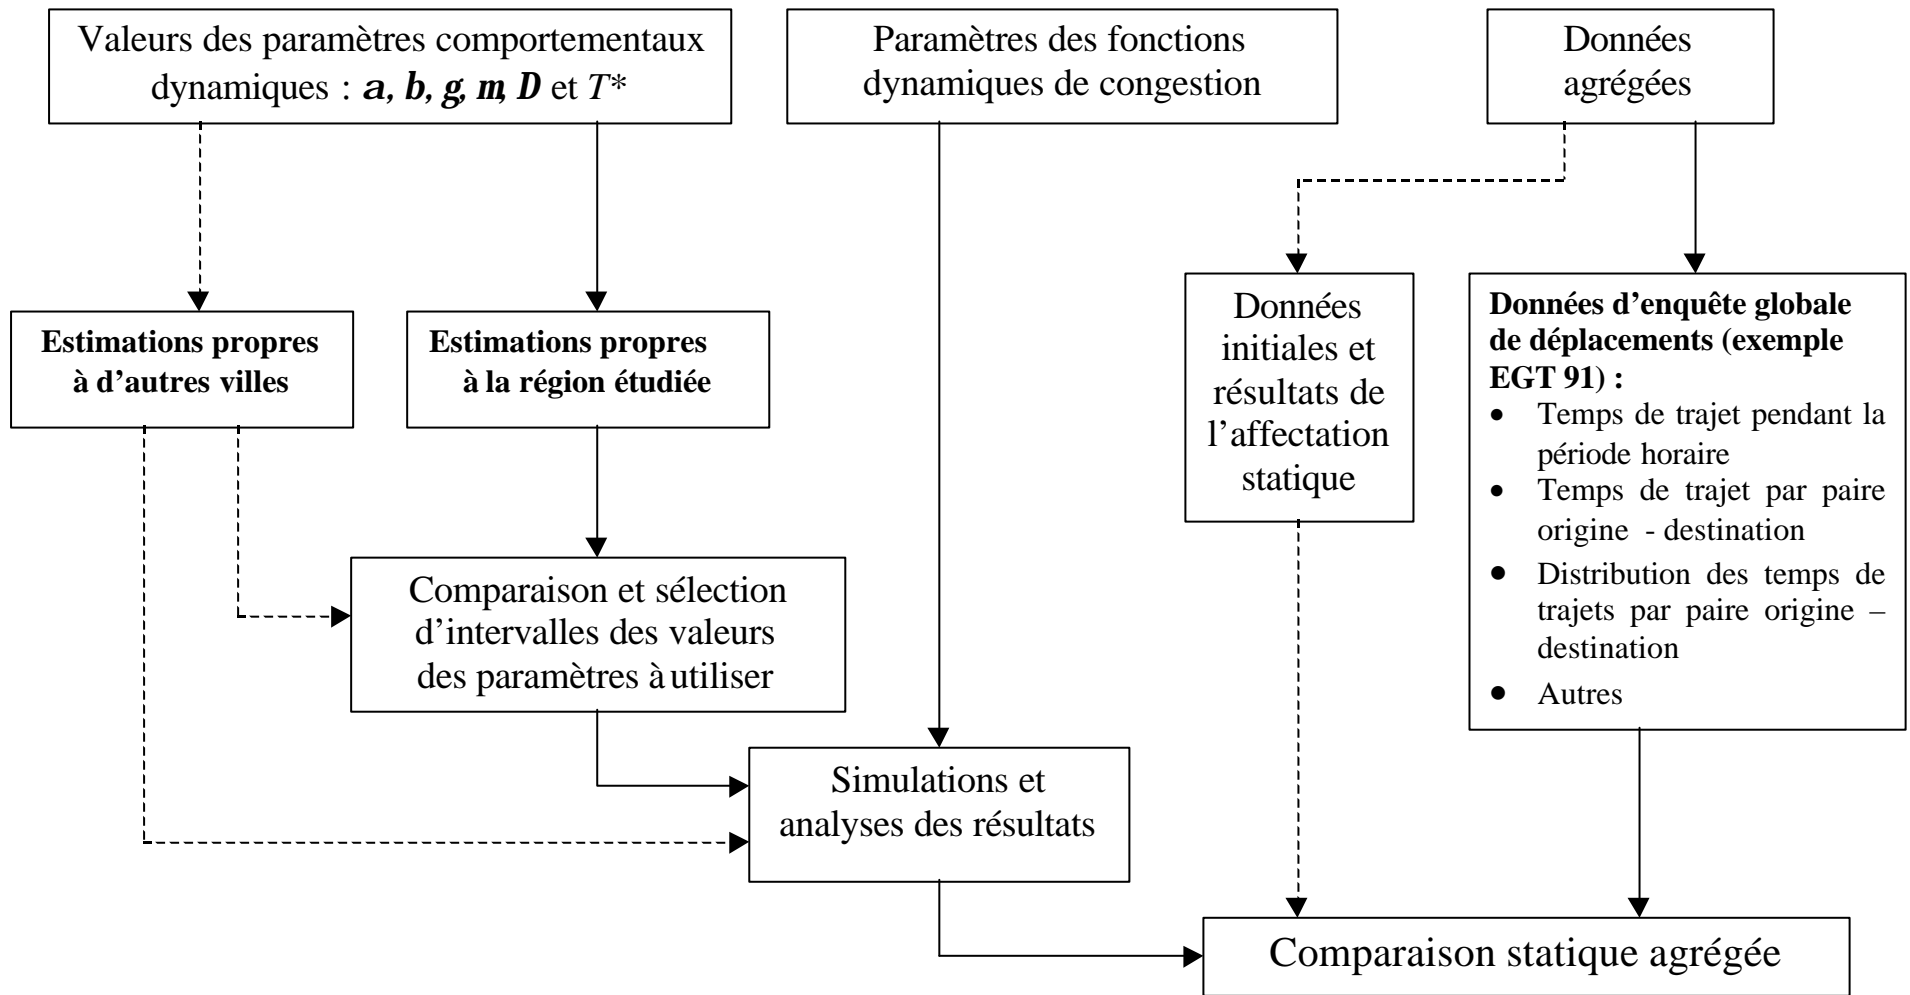 Valeurs des paramètres comportementaux
dynamiques : a, b, g, m, D et T*
Paramètres des fonctions
dynamiques de congestion
Données
agrégées
Estimations propres
à d'autres villes
Estimations propres
à la région étudiée
Données
initiales et
résultats de
l'affectation
statique
Données d'enquête globale
de déplacements (exemple
EGT 91) :
• Temps de trajet pendant la
période horaire
• Temps de trajet par paire
origine - destination
• Distribution des temps de
trajets par paire origine –
destination
• Autres
Comparaison et sélection
d'intervalles des valeurs
des paramètres à utiliser
Simulations et
analyses des résultats
Comparaison statique agrégée